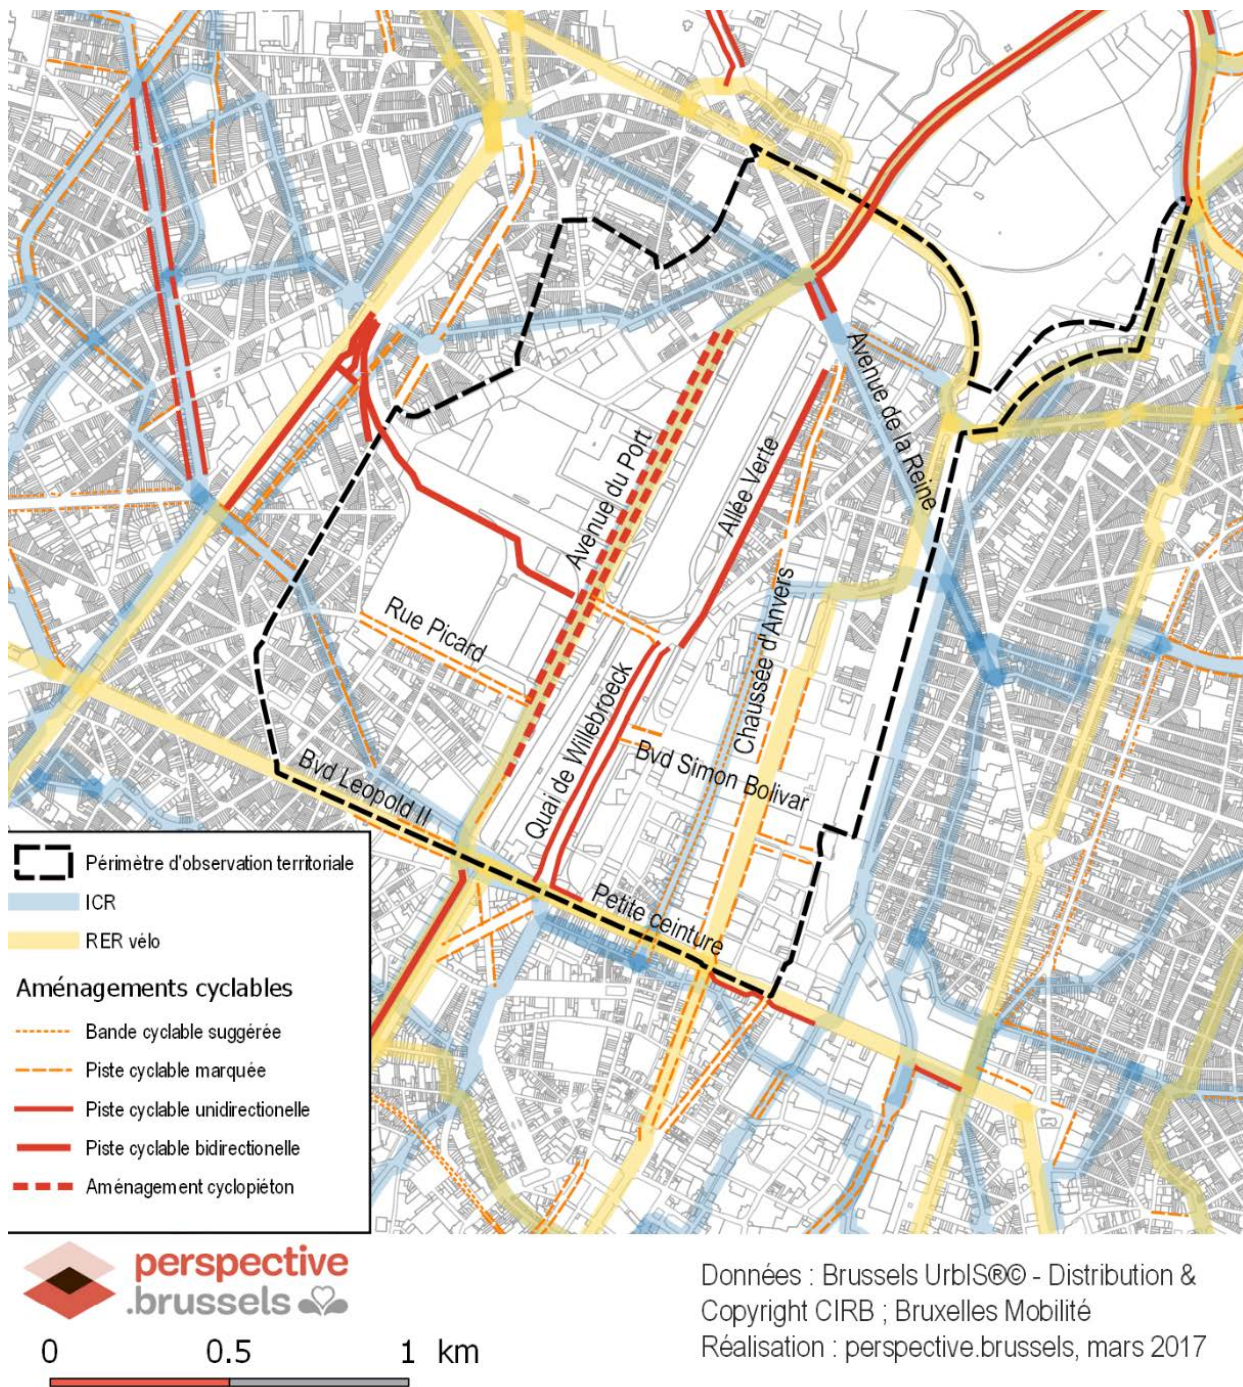 Avenue de la Reine
Avenue du Port
Allée Verte
Chaussée d'Anvers
Rue Picard
Quai de Willebroeck
Bvd Simon Bolivar
Bvd Leopold II
Petite ceinture
Périmètre d'observation territoriale
ICR
RER vélo
Aménagements cyclables
Bande cyclable suggérée
Piste cyclable marquée
Piste cyclable unidirectionelle
Piste cyclable bidirectionelle
Aménagement cyclopiéton
perspective
.brussels
0 0.5 1 km
Données : Brussels UrbIS®© - Distribution &
Copyright CIRB ; Bruxelles Mobilité
Réalisation : perspective.brussels, mars 2017